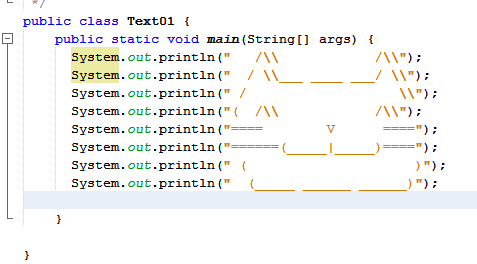 */
public class Text01 {
    public static void main(String[] args) {
        System.out.println("   /\\            /\\");
        System.out.println("  / \\___ ____ ___/ \\");
        System.out.println(" /                   \\");
        System.out.println("(  /\\            /\\");
        System.out.println("====        V      ====");
        System.out.println("======(_____|_____)====");
        System.out.println(" (                     )");
        System.out.println("  (_____ ______ ______)");
    }
}